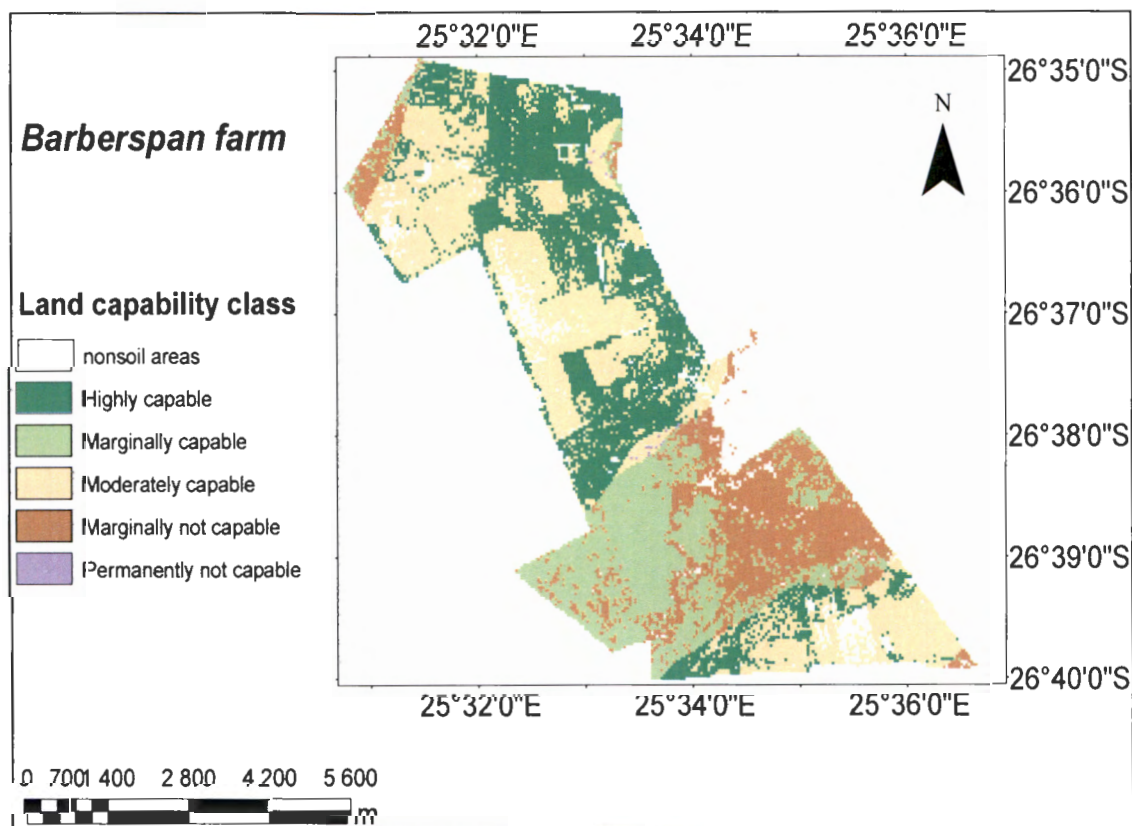 25°32'0"E 25°34'0"E 25°36'0"E
26°35'0"S
N
Barberspan farm
26°36'0"S
26°37'0"S
Land capability class
nonsoil areas
Highly capable
Marginally capable
Moderately capable
Marginally not capable
Permanently not capable
26°38'0"S
26°39'0"S
26°40'0"S
25°32'0"E 25°34'0"E 25°36'0"E
0 7001 400 2 800 4 200 5 600
m